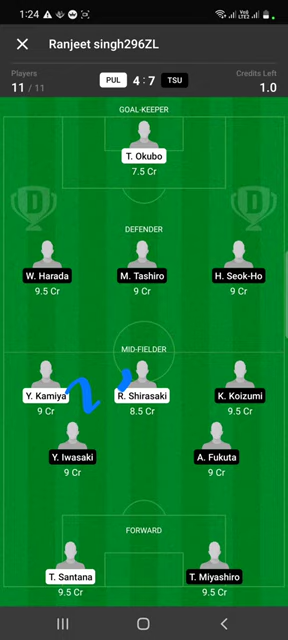 1:24
Vo) LTE2
Ranjeet singh296ZL
Players
11 / 11
PUL 4 : 7 TSU
Credits Left
1.0
GOAL-KEEPER
T. Okubo
7.5 Cr
DEFENDER
W. Harada M. Tashiro H. Seok-Ho
9.5 Cr 9 Cr 9 Cr
MID-FIELDER
Y. Kamiya R. Shirasaki K. Koizumi
9 Cr 8.5 Cr 9.5 Cr
Y. Iwasaki A. Fukuta
9 Cr 9 Cr
FORWARD
T. Santana T. Miyashiro
9.5 Cr 9.5 Cr
D D
2